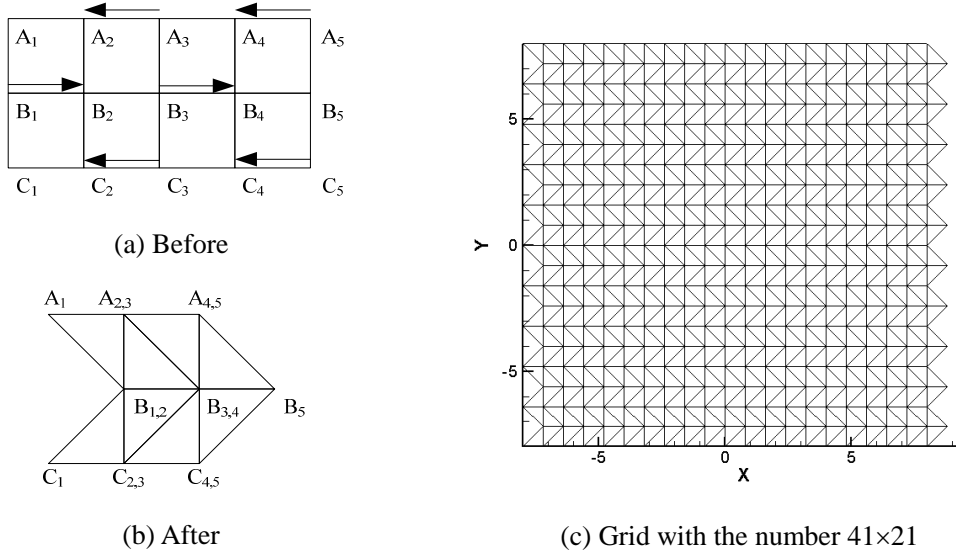 A1 A2 A3 A4 A5
B1 B2 B3 B4 B5
C1 C2 C3 C4 C5
(a) Before
A1 A2,3 A4,5
B1,2 B3,4 B5
C1 C2,3 C4,5
(b) After
5
0
-5
Y
-5 0 5
X
(c) Grid with the number 41×21